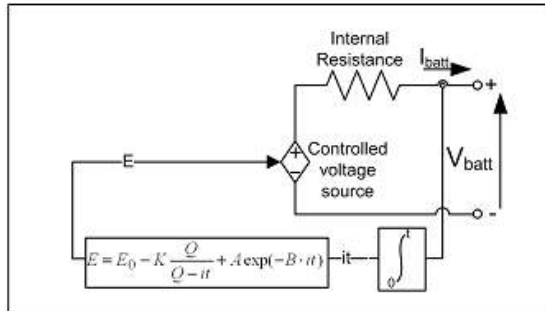 Internal
Resistance
I_batt
+
E
+
−
Controlled
voltage
source
V_batt
-
E = E_0 − K Q/(Q − it) + A exp(−B · it)
it
∫
t
0